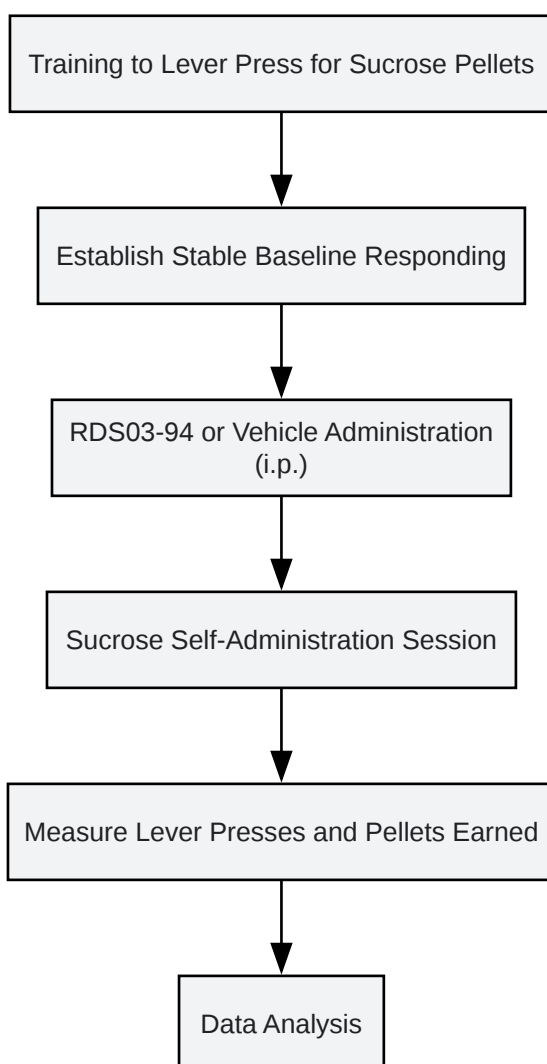 Training to Lever Press for Sucrose Pellets
Establish Stable Baseline Responding
RDS03-94 or Vehicle Administration
(i.p.)
Sucrose Self-Administration Session
Measure Lever Presses and Pellets Earned
Data Analysis